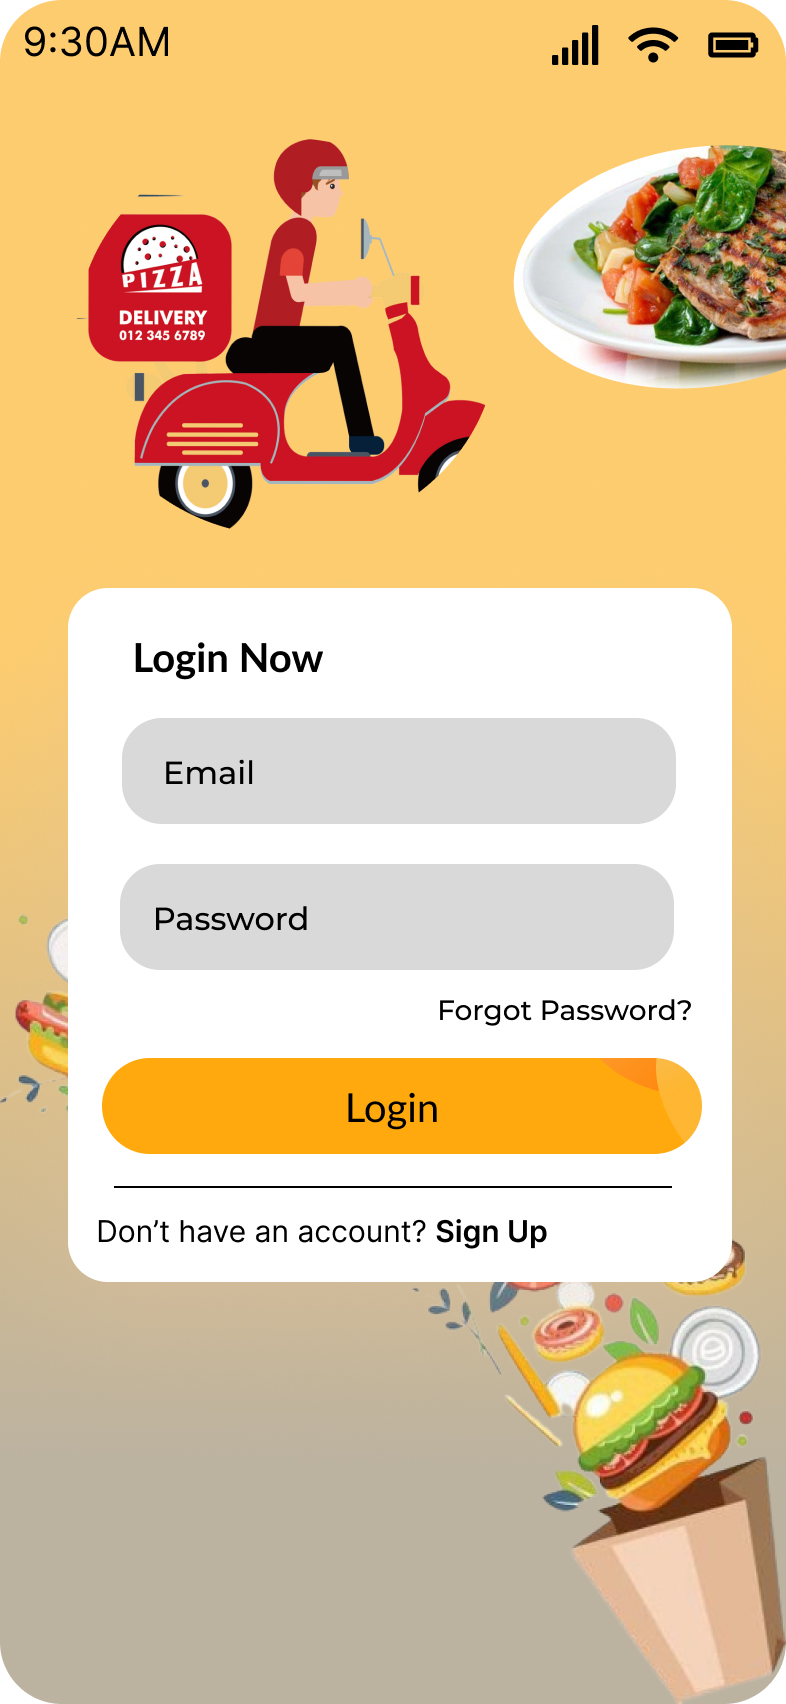 9:30AM
PIZZA
DELIVERY
012 345 6789
Login Now
Email
Password
Forgot Password?
Login
Don’t have an account? Sign Up